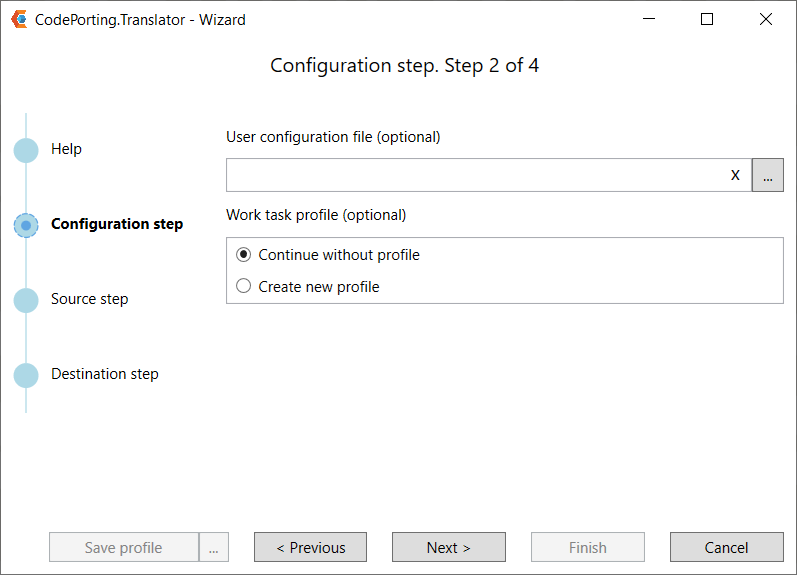 CodePorting.Translator - Wizard
Configuration step. Step 2 of 4
Help
Configuration step
Source step
Destination step
User configuration file (optional)
X
...
Work task profile (optional)
Continue without profile
Create new profile
Save profile
...
< Previous
Next >
Finish
Cancel